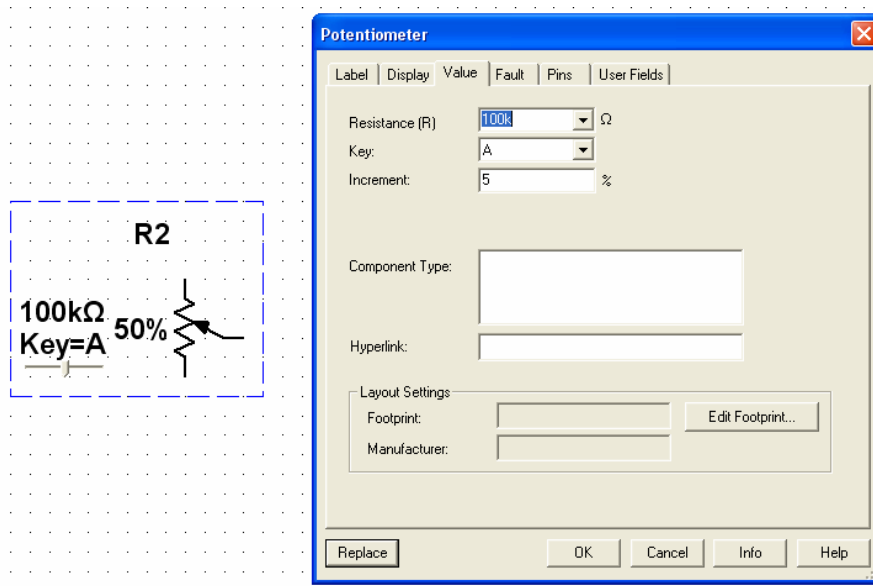 R2
100kΩ
50%
Key=A
Potentiometer
Label Display Value Fault Pins User Fields
Resistance (R) 100k Ω
Key: A
Increment: 5 %
Component Type:
Hyperlink:
Layout Settings
Footprint: Edit Footprint...
Manufacturer:
Replace OK Cancel Info Help